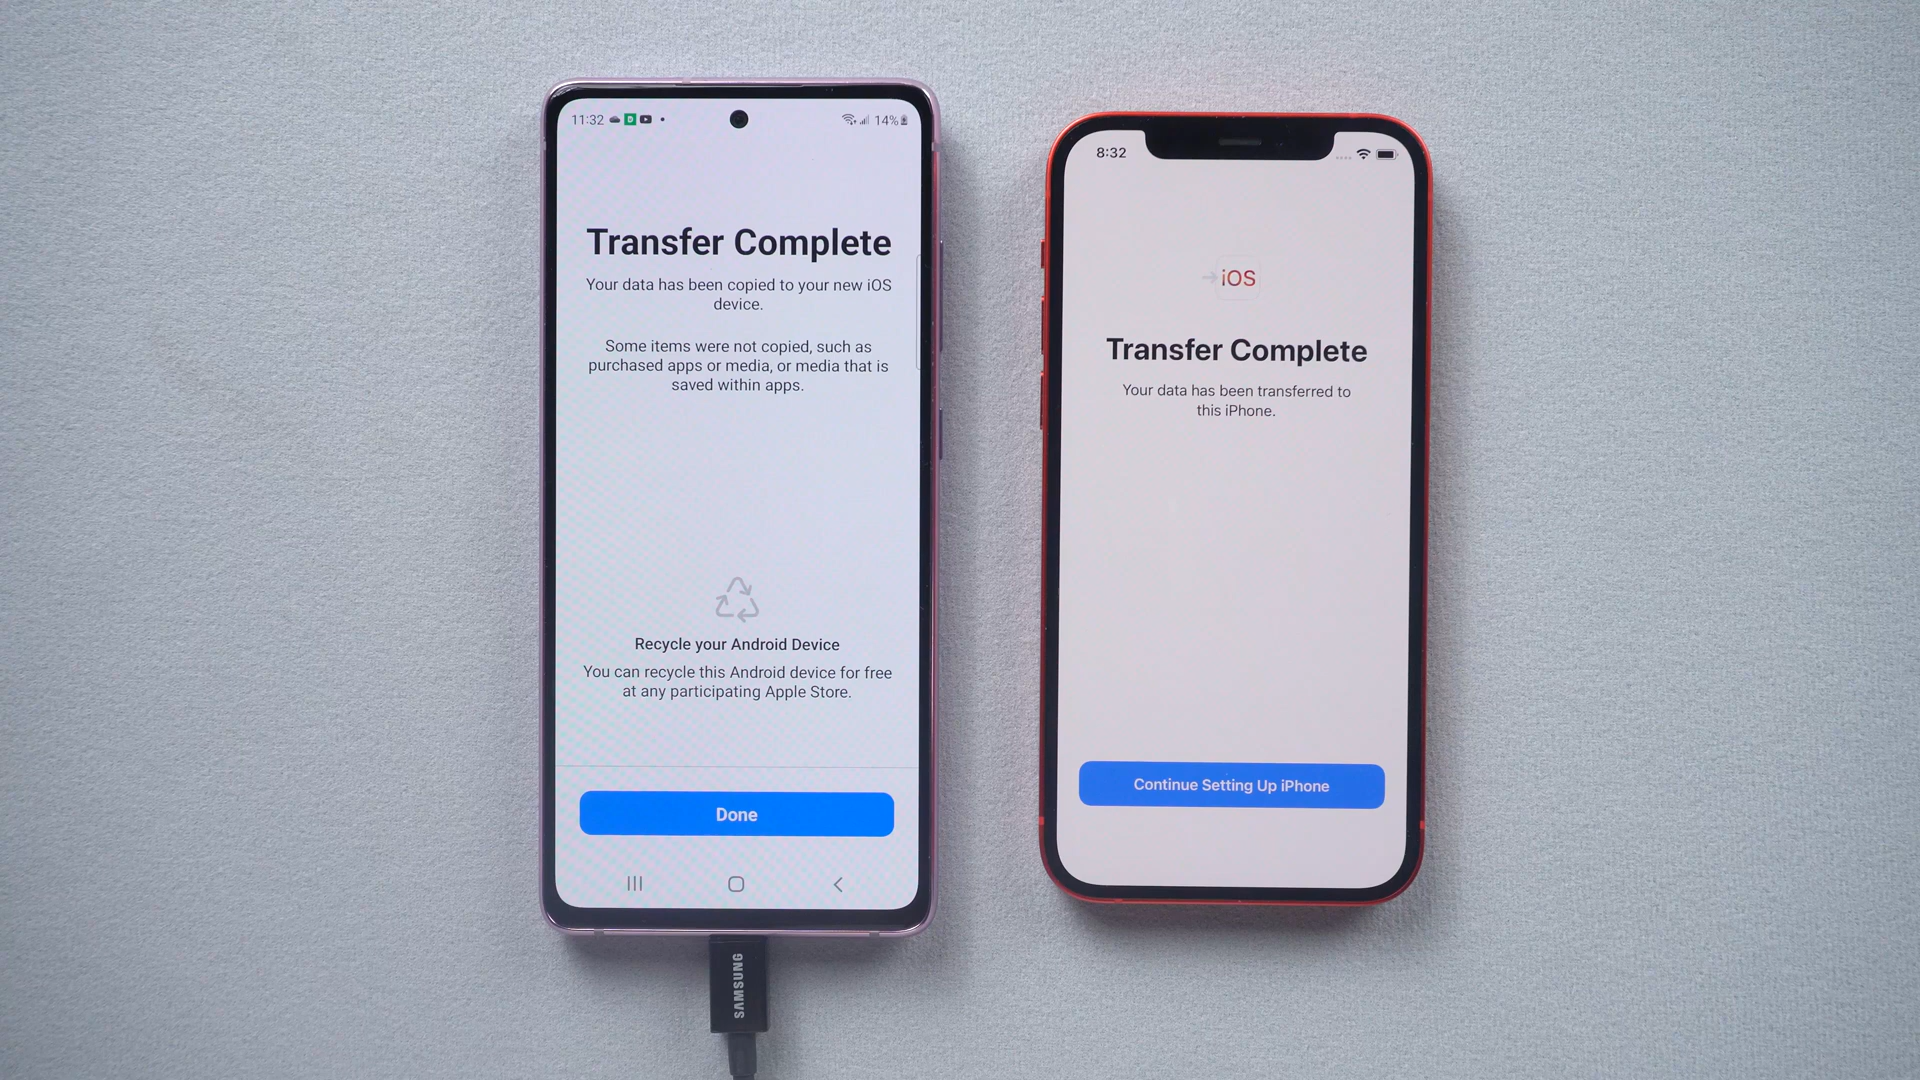 11:32
14%
Transfer Complete
Your data has been copied to your new iOS
device.
Some items were not copied, such as
purchased apps or media, or media that is
saved within apps.
Recycle your Android Device
You can recycle this Android device for free
at any participating Apple Store.
Done
SAMSUNG
8:32
iOS
Transfer Complete
Your data has been transferred to
this iPhone.
Continue Setting Up iPhone